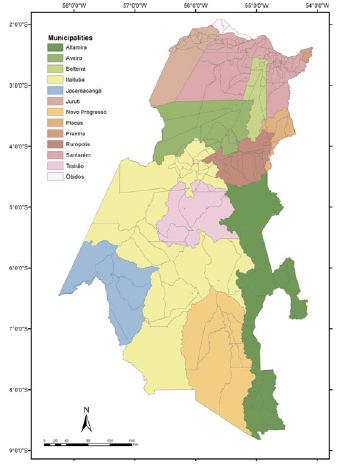 58°0'0"S 57°0'0"S 56°0'0"S 55°0'0"S 54°0'0"S
2°0'0"S
Municipalities
Altamira
Aveiro
Belterra
Itaituba
Jacareacanga
Juruti
Novo Progresso
Placas
Prainha
Rurópolis
Santarém
Trairão
Óbidos
3°0'0"S
4°0'0"S
5°0'0"S
6°0'0"S
7°0'0"S
8°0'0"S
9°0'0"S
N